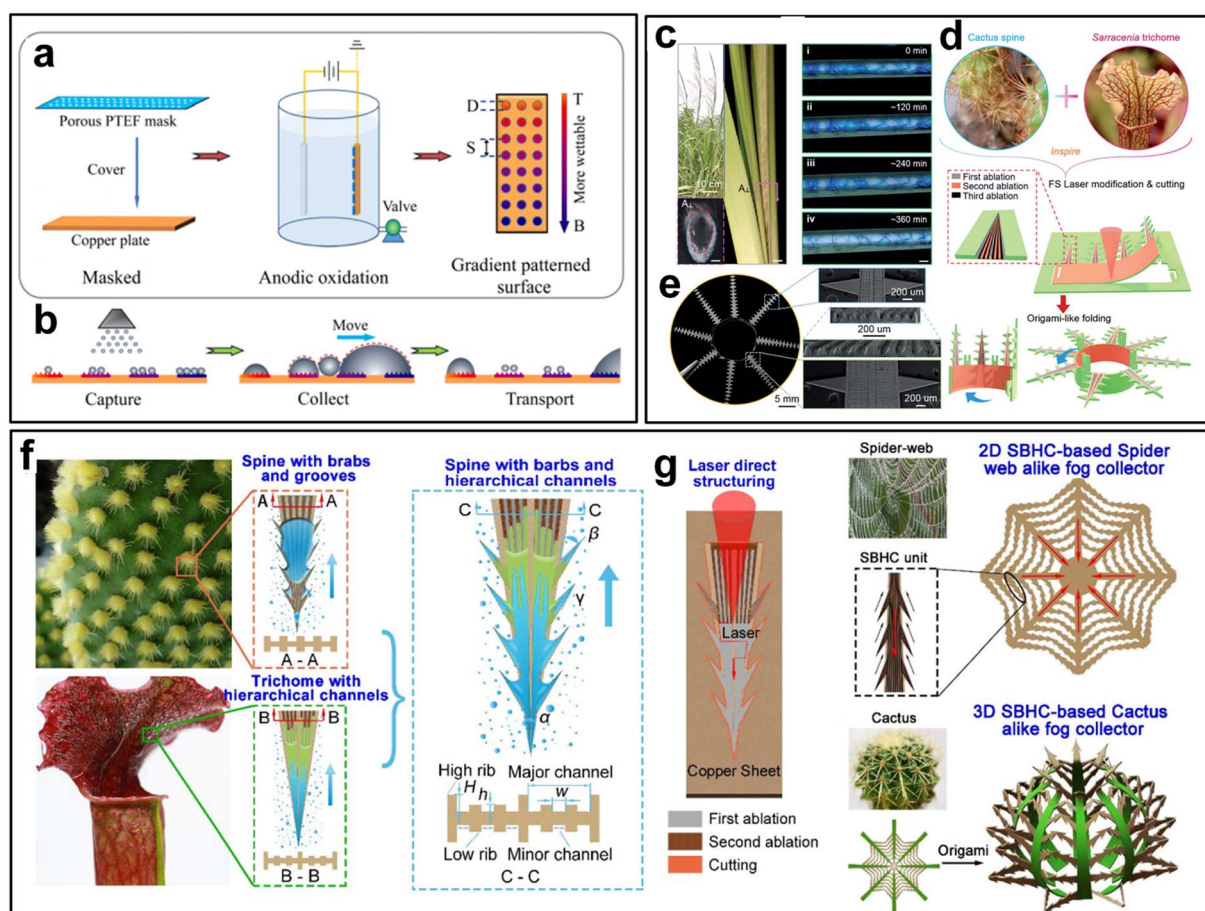 a
Porous PTEF mask
Cover
Copper plate
Masked
Valve
Anodic oxidation
D
S
T
More wettable
B
Gradient patterned
surface
b
Capture
Move
Collect
Transport
c
10 cm
A⊥
A⊥
i
0 min
ii
~120 min
iii
~240 min
iv
~360 min
d
Cactus spine
Sarracenia trichome
Inspire
FS Laser modification & cutting
First ablation
Second ablation
Third ablation
Origami-like folding
e
5 mm
200 um
200 um
200 um
f
Spine with brabs
and grooves
A
A
A - A
Trichome with
hierarchical channels
B
B
B - B
Spine with barbs and
hierarchical channels
C
C
β
γ
α
High rib
Major channel
H
h
w
Low rib
Minor channel
C - C
g
Laser direct
structuring
Laser
Copper Sheet
First ablation
Second ablation
Cutting
Spider-web
SBHC unit
2D SBHC-based Spider
web alike fog collector
Cactus
Origami
3D SBHC-based Cactus
alike fog collector